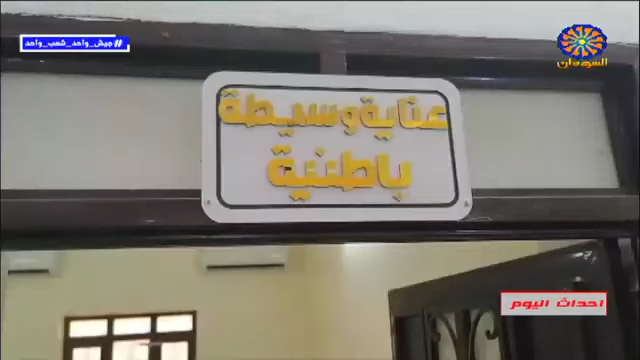 #جيش_واحد_شعب_واحد
السودان
عناية وسيطة
باطنية
احداث اليوم